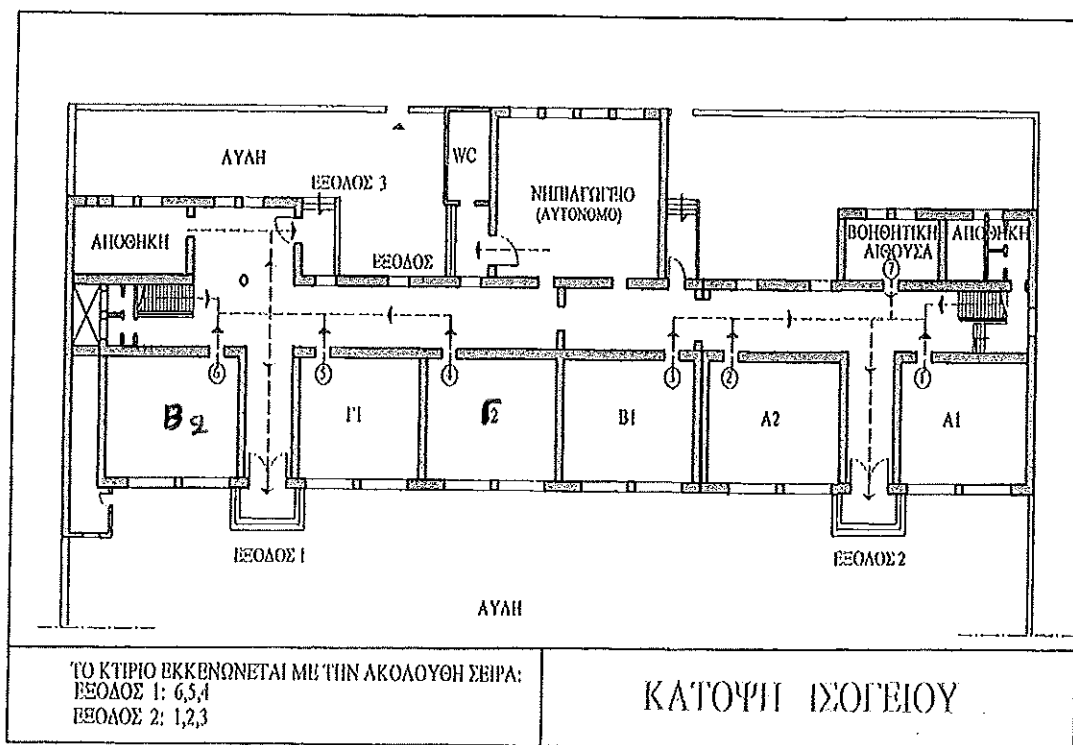 ΑΥΛΗ
WC
ΕΞΟΔΟΣ 3
ΝΗΠΙΑΓΩΓΕΙΟ
(ΑΥΤΟΝΟΜΟ)
ΑΠΟΘΗΚΗ
ΕΞΟΔΟΣ
ΒΟΗΘΗΤΙΚΗ
ΑΙΘΟΥΣΑ
ΑΠΟΘΗΚΗ
7
6
5
4
3
2
1
Β2
Γ1
Γ2
Β1
Α2
Α1
ΕΞΟΔΟΣ 1
ΕΞΟΔΟΣ 2
ΑΥΛΗ
ΤΟ ΚΤΙΡΙΟ ΕΚΚΕΝΩΝΕΤΑΙ ΜΕ ΤΗΝ ΑΚΟΛΟΥΘΗ ΣΕΙΡΑ:
ΕΞΟΔΟΣ 1: 6,5,4
ΕΞΟΔΟΣ 2: 1,2,3
ΚΑΤΟΨΗ ΙΣΟΓΕΙΟΥ